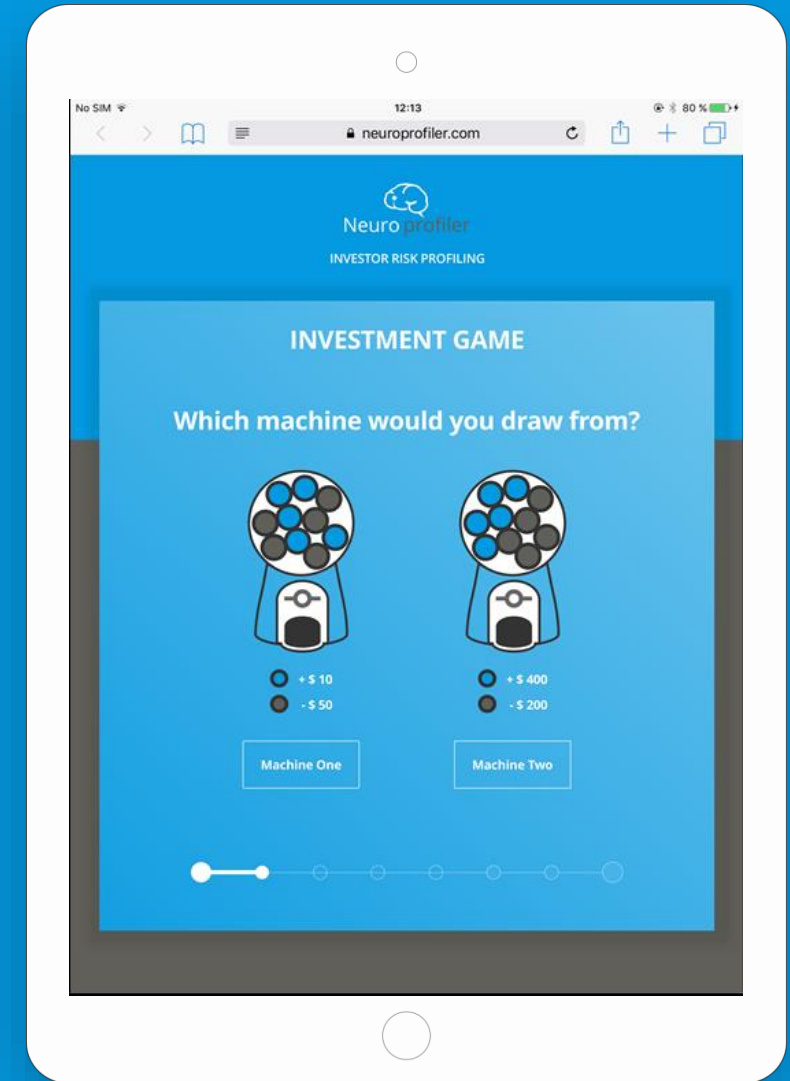 No SIM 12:13 80 %
neuroprofiler.com
Neuro profiler
INVESTOR RISK PROFILING
INVESTMENT GAME
Which machine would you draw from?
+ $ 10 + $ 400
- $ 50 - $ 200
Machine One Machine Two